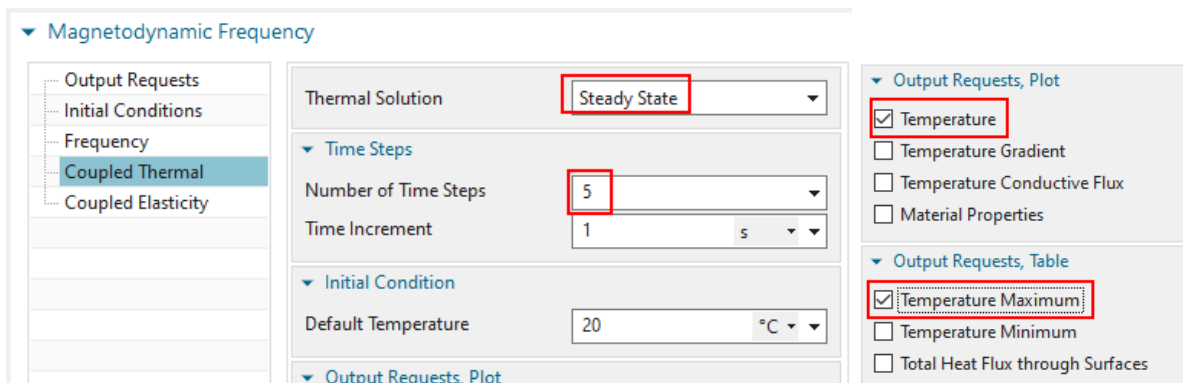 Magnetodynamic Frequency
Output Requests
Initial Conditions
Frequency
Coupled Thermal
Coupled Elasticity
Thermal Solution Steady State
Time Steps
Number of Time Steps 5
Time Increment 1 s
Initial Condition
Default Temperature 20 °C
Output Requests, Plot
Output Requests, Plot
Temperature
Temperature Gradient
Temperature Conductive Flux
Material Properties
Output Requests, Table
Temperature Maximum
Temperature Minimum
Total Heat Flux through Surfaces